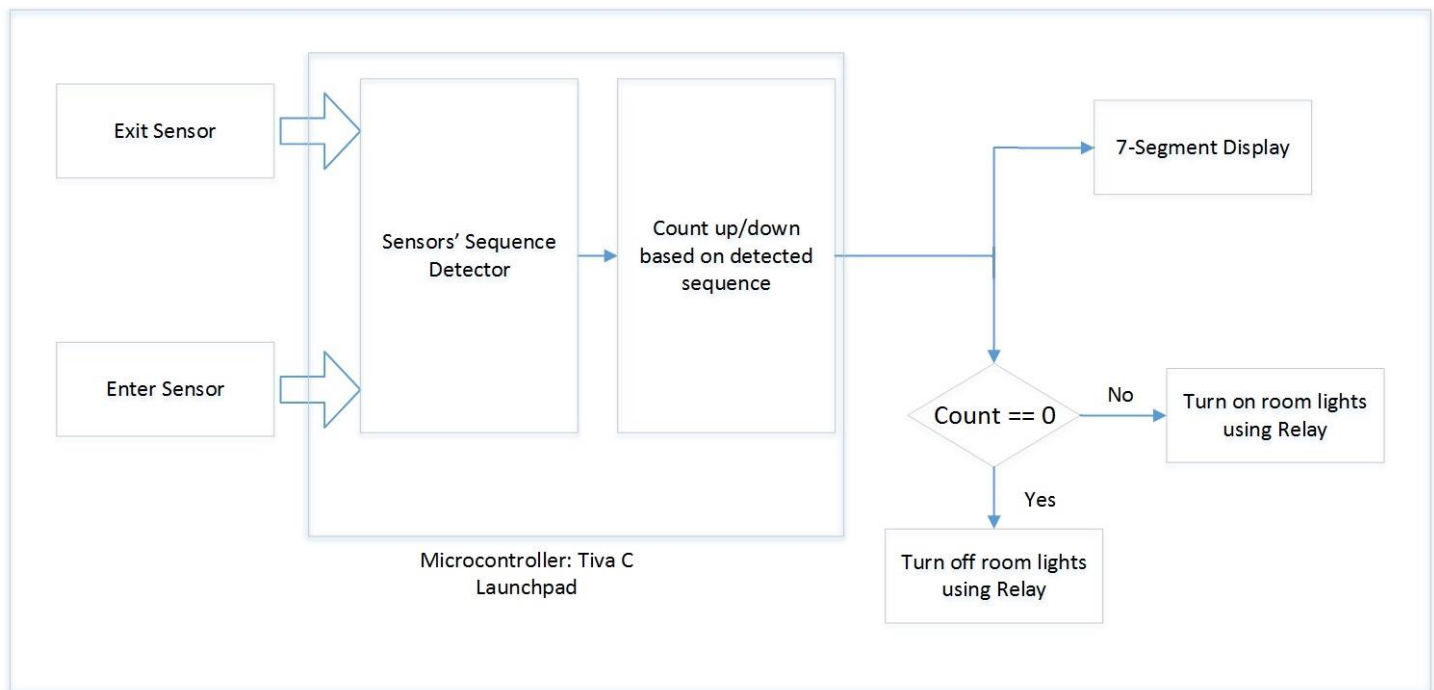 Exit Sensor
Enter Sensor
Sensors’ Sequence
Detector
Count up/down
based on detected
sequence
Microcontroller: Tiva C
Launchpad
7-Segment Display
Count == 0
No
Turn on room lights
using Relay
Yes
Turn off room lights
using Relay